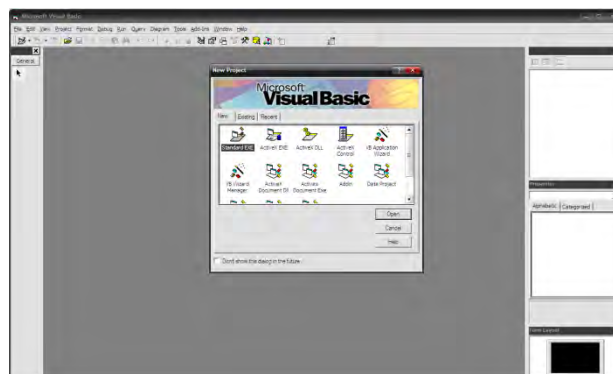 Microsoft Visual Basic
File Edit View Project Format Debug Run Query Diagram Tools Add-Ins Window Help
General
New Project
Microsoft
Visual Basic
New Existing Recent
Standard EXE ActiveX EXE ActiveX DLL ActiveX Control VB Application Wizard
VB Wizard Manager ActiveX Document Dll ActiveX Document Exe Addin Data Project
Open
Cancel
Help
Don't show this dialog in the future
Properties
Alphabetic Categorized
Form Layout